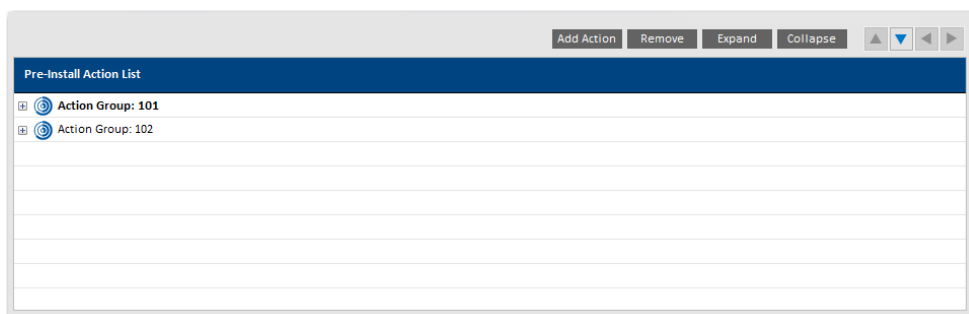 Add Action Remove Expand Collapse
Pre-Install Action List
Action Group: 101
Action Group: 102